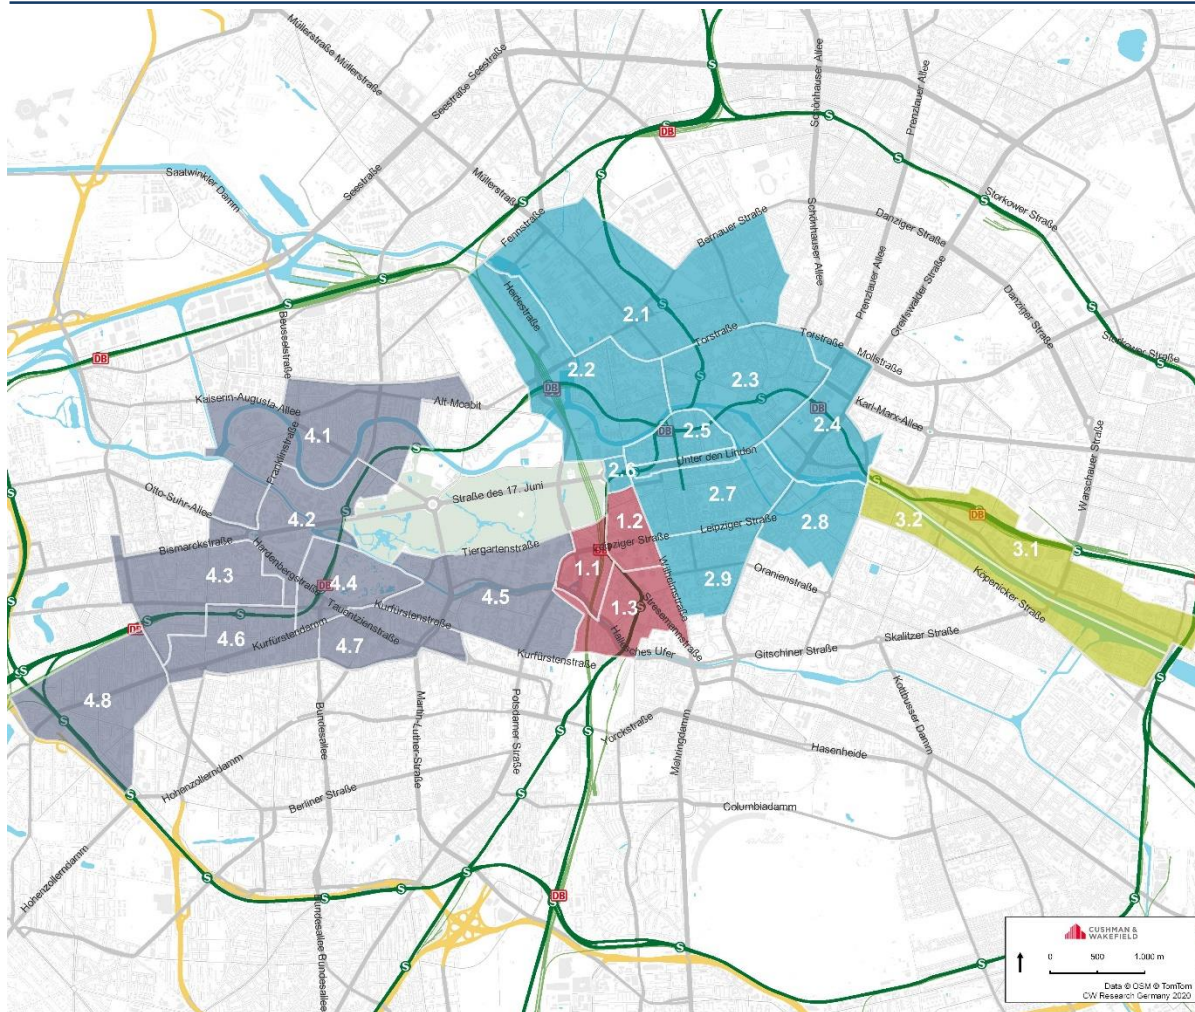 Müllerstraße Müllerstraße
Seestraße Seestraße
Schönhauser Allee
Prenzlauer Allee
DB
Saatwinkler Damm
Seestraße
Müllerstraße
Fennstraße
Bernauer Straße
Schönhauser Allee
Danziger Straße
Storkower Straße
Prenzlauer Allee
Greifswalder Straße
Danziger Straße
Storkower Straße
Heidestraße
2.1
Torstraße
Torstraße
Mollstraße
DB
Beusselstraße
2.2
DB
2.3
DB
Kaiserin-Augusta-Allee
Alt-Moabit
Karl-Marx-Allee
2.4
4.1
Franklinstraße
DB
2.5
Unter den Linden
Warschauer Straße
2.6
Otto-Suhr-Allee
Straße des 17. Juni
4.2
2.7
3.2
DB
3.1
1.2
Leipziger Straße
2.8
Bismarckstraße
Tiergartenstraße
DB
Hardenbergstraße
4.3
DB
4.4
1.1
Wilhelmstraße
2.9
Oranienstraße
Köpenicker Straße
4.5
1.3
Stresemannstraße
Tauentzienstraße
Kurfürstenstraße
DB
4.6
Kurfürstendamm
4.7
Kurfürstenstraße
Hallesches Ufer
Gitschiner Straße
Skalitzer Straße
4.8
Bundesallee
Martin-Luther-Straße
Potsdamer Straße
Yorckstraße
Mehringdamm
Kottbusser Damm
Hasenheide
Hohenzollerndamm
Berliner Straße
Columbiadamm
Hohenzollerndamm
DB
Bundesallee Bundesallee
CUSHMAN &
WAKEFIELD
0 500 1.000 m
Data © OSM © TomTom
CW Research Germany 2020